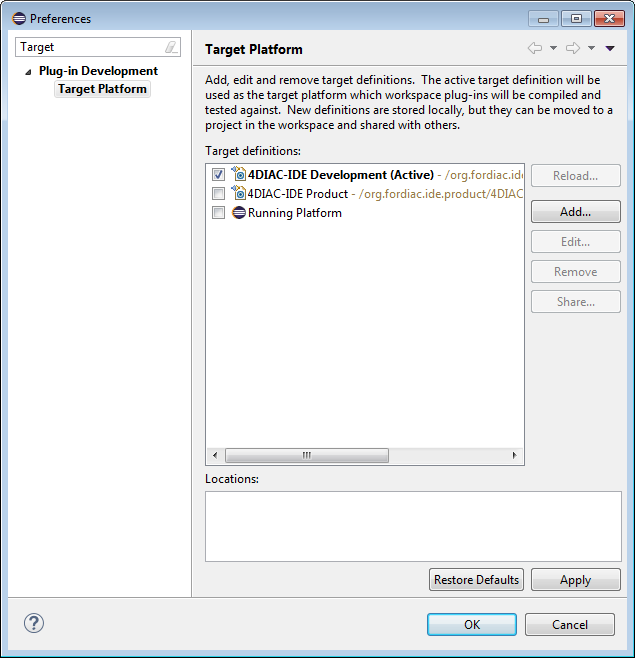 Preferences
Target
Plug-in Development
Target Platform
Target Platform
Add, edit and remove target definitions.  The active target definition will be
used as the target platform which workspace plug-ins will be compiled and
tested against.  New definitions are stored locally, but they can be moved to a
project in the workspace and shared with others.
Target definitions:
4DIAC-IDE Development (Active) - /org.fordiac.ide
4DIAC-IDE Product - /org.fordiac.ide.product/4DIAC
Running Platform
Reload...
Add...
Edit...
Remove
Share...
Locations:
Restore Defaults
Apply
?
OK
Cancel